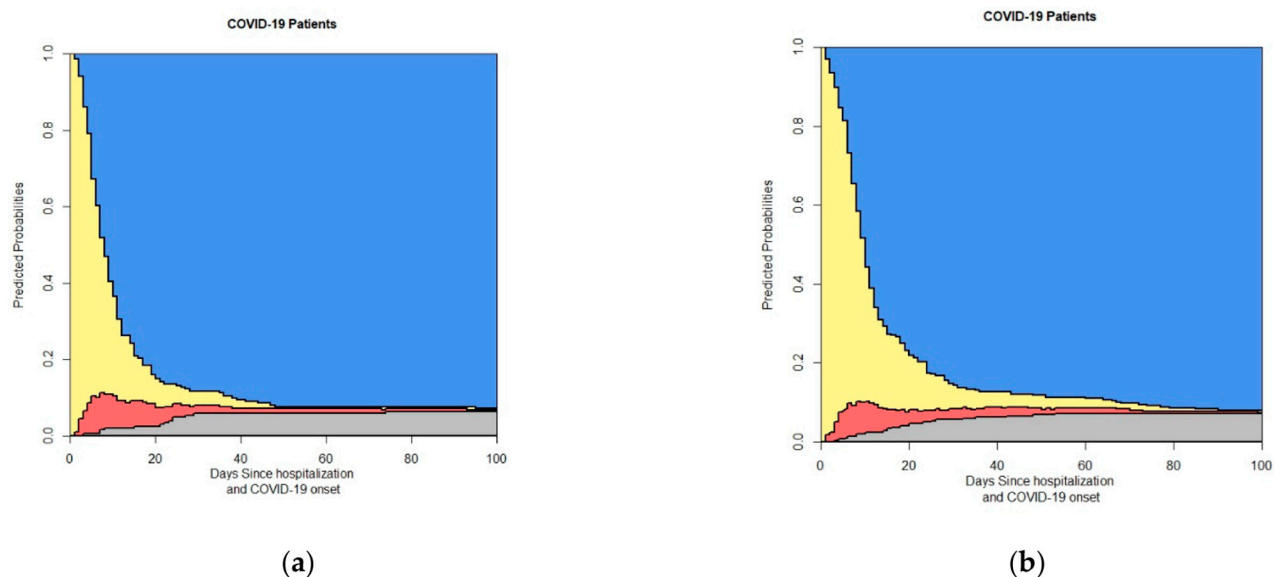 COVID-19 Patients
Predicted Probabilities
1.0
0.8
0.6
0.4
0.2
0.0
0 20 40 60 80 100
Days Since hospitalization
and COVID-19 onset
(a)
COVID-19 Patients
Predicted Probabilities
1.0
0.8
0.6
0.4
0.2
0.0
0 20 40 60 80 100
Days Since hospitalization
and COVID-19 onset
(b)